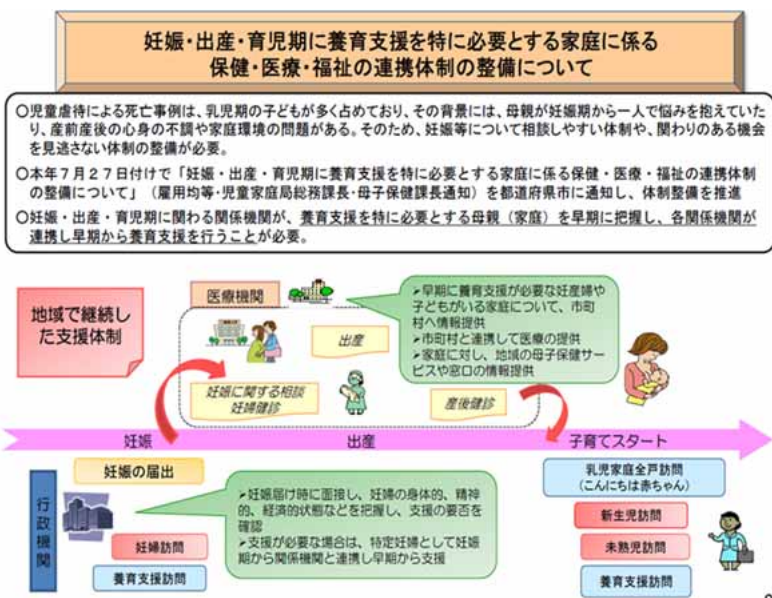 妊娠・出産・育児期に養育支援を特に必要とする家庭に係る
保健・医療・福祉の連携体制の整備について
○児童虐待による死亡事例は、乳児期の子どもが多く占めており、その背景には、母親が妊娠期から一人で悩みを抱えていた
り、産前産後の心身の不調や家庭環境の問題がある。そのため、妊娠等について相談しやすい体制や、関わりのある機会
を見逃さない体制の整備が必要。
○本年7月27日付けで「妊娠・出産・育児期に養育支援を特に必要とする家庭に係る保健・医療・福祉の連携体制
の整備について」（雇用均等・児童家庭局総務課長・母子保健課長通知）を都道府県市に通知し、体制整備を推進
○妊娠・出産・育児期に関わる関係機関が、養育支援を特に必要とする母親（家庭）を早期に把握し、各関係機関が
連携し早期から養育支援を行うことが必要。
地域で継続し
た支援体制
医療機関
出産
妊娠に関する相談
妊婦健診
産後健診
➢早期に養育支援が必要な妊産婦や
子どもがいる家庭について、市町
村へ情報提供
➢市町村と連携して医療の提供
➢家庭に対し、地域の母子保健サー
ビスや窓口の情報提供
妊娠
出産
子育てスタート
行政機関
妊娠の届出
妊婦訪問
養育支援訪問
➢妊娠届け時に面接し、妊婦の身体的、精神
的、経済的状態などを把握し、支援の要否を
確認
➢支援が必要な場合は、特定妊婦として妊娠
期から関係機関と連携し早期から支援
乳児家庭全戸訪問
（こんにちは赤ちゃん）
新生児訪問
未熟児訪問
養育支援訪問